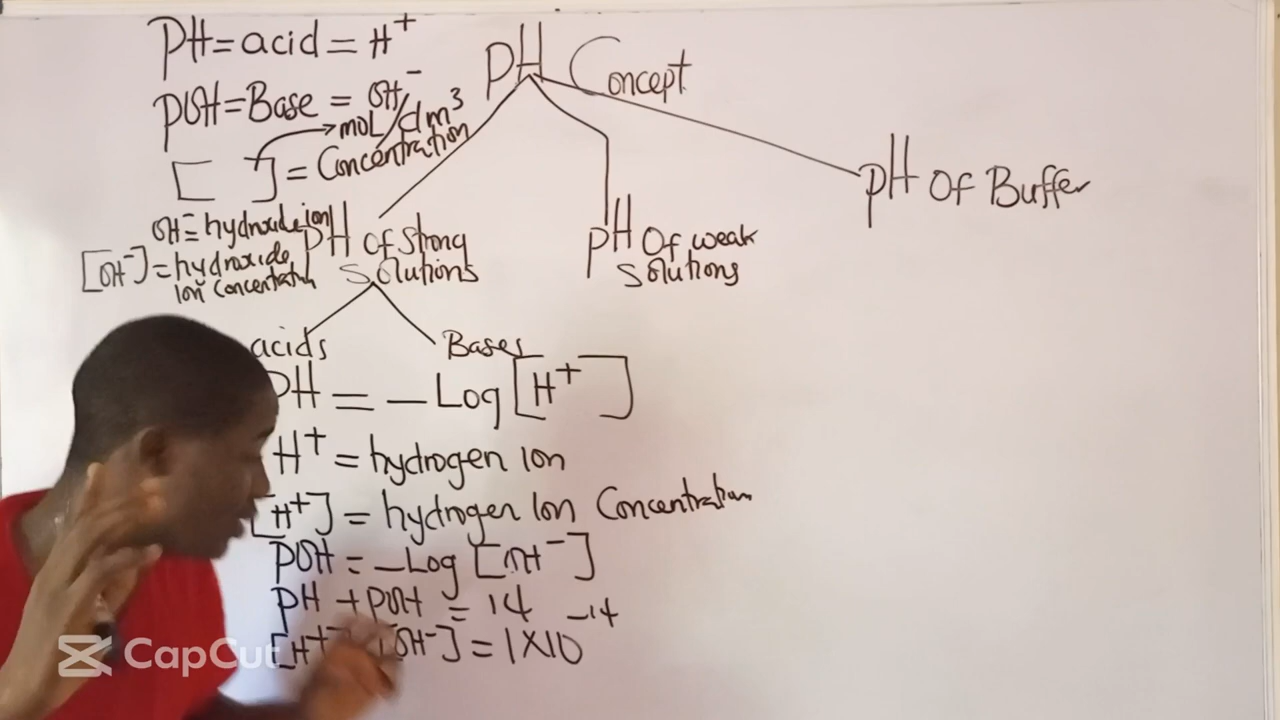 PH = acid = H⁺
POH = Base = OH⁻
mol/dm³
[ ] = Concentration
OH⁻ = hydroxide ion
[OH⁻] = hydroxide
Ion Concentration
pH Concept
pH Of Strong
Solutions
pH Of weak
Solutions
pH Of Buffer
acids
Bases
PH = – Log [H⁺]
H⁺ = hydrogen Ion
[H⁺] = hydrogen Ion Concentration
POH = –Log [OH⁻]
PH + POH = 14
[H⁺] [OH⁻] = 1X10⁻¹⁴
CapCut